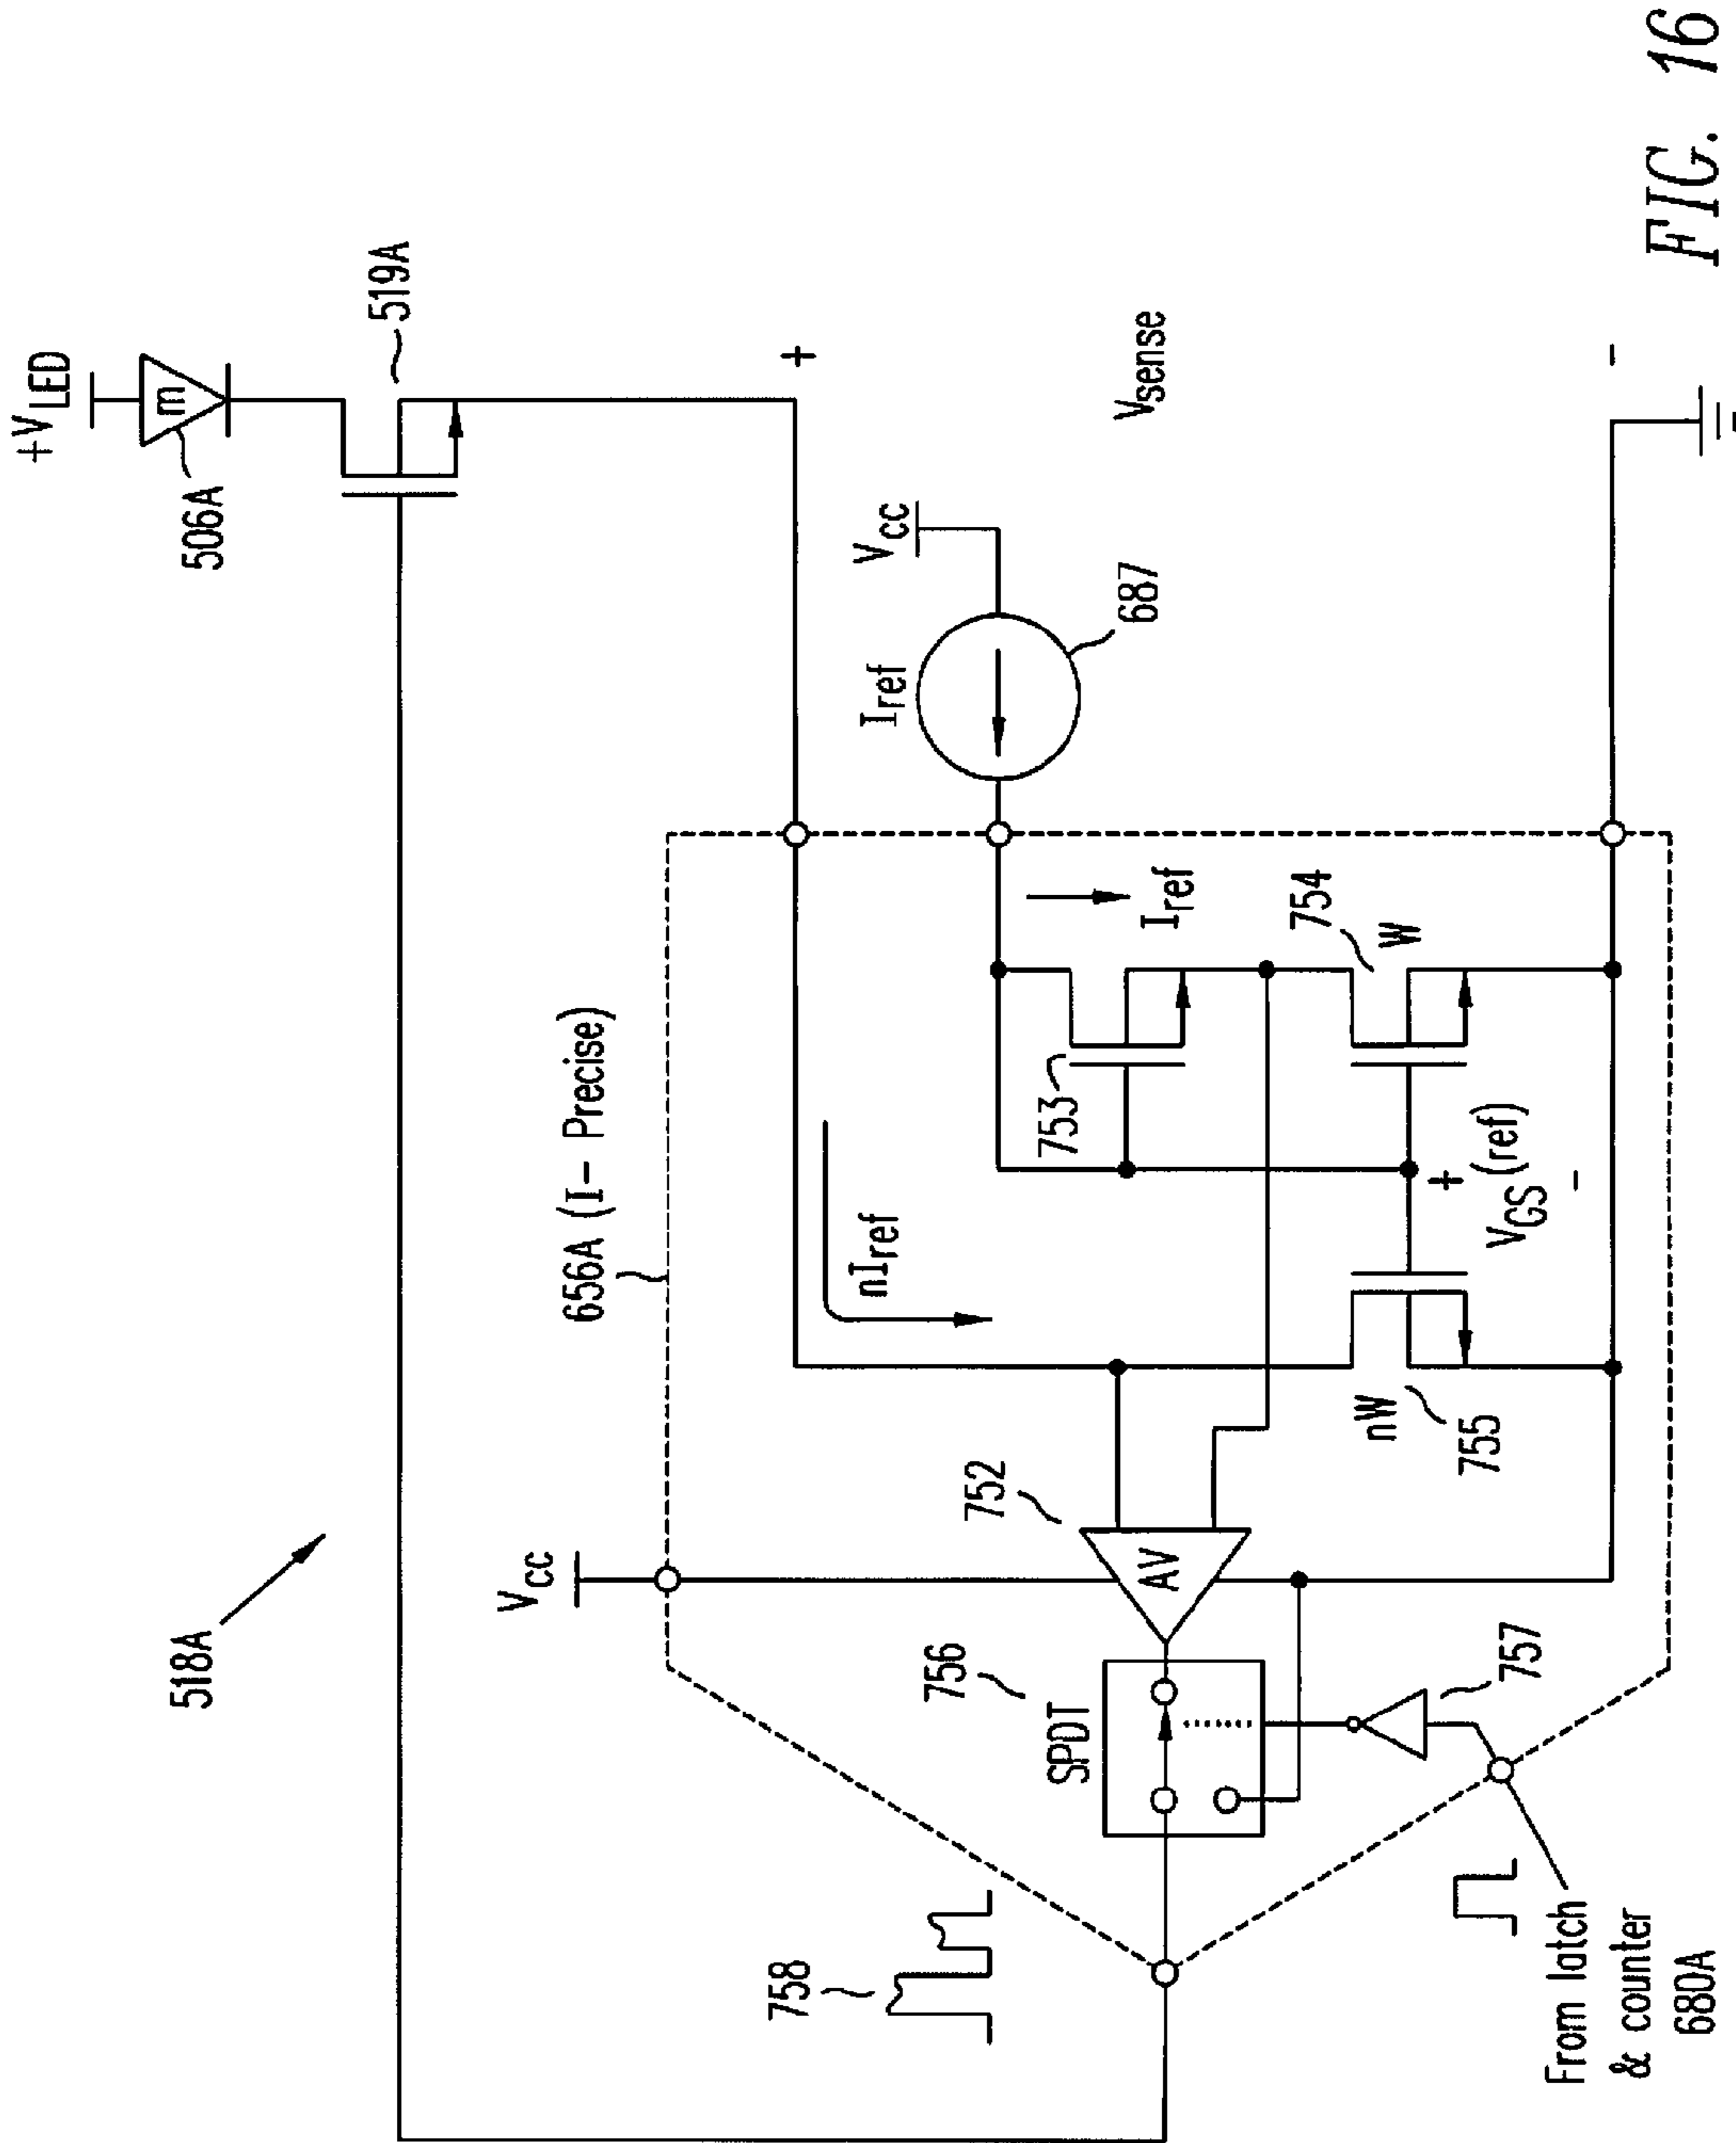 518A
+VLED
m
506A
519A
656A (I- Precise)
Vcc
758
756
SPDT
752
AV
nIref
Iref
Vcc
687
Vsense
+
-
753
Iref
754
W
nW
755
+
VGS (ref)
-
757
From latch
& counter
680A
FIG. 16